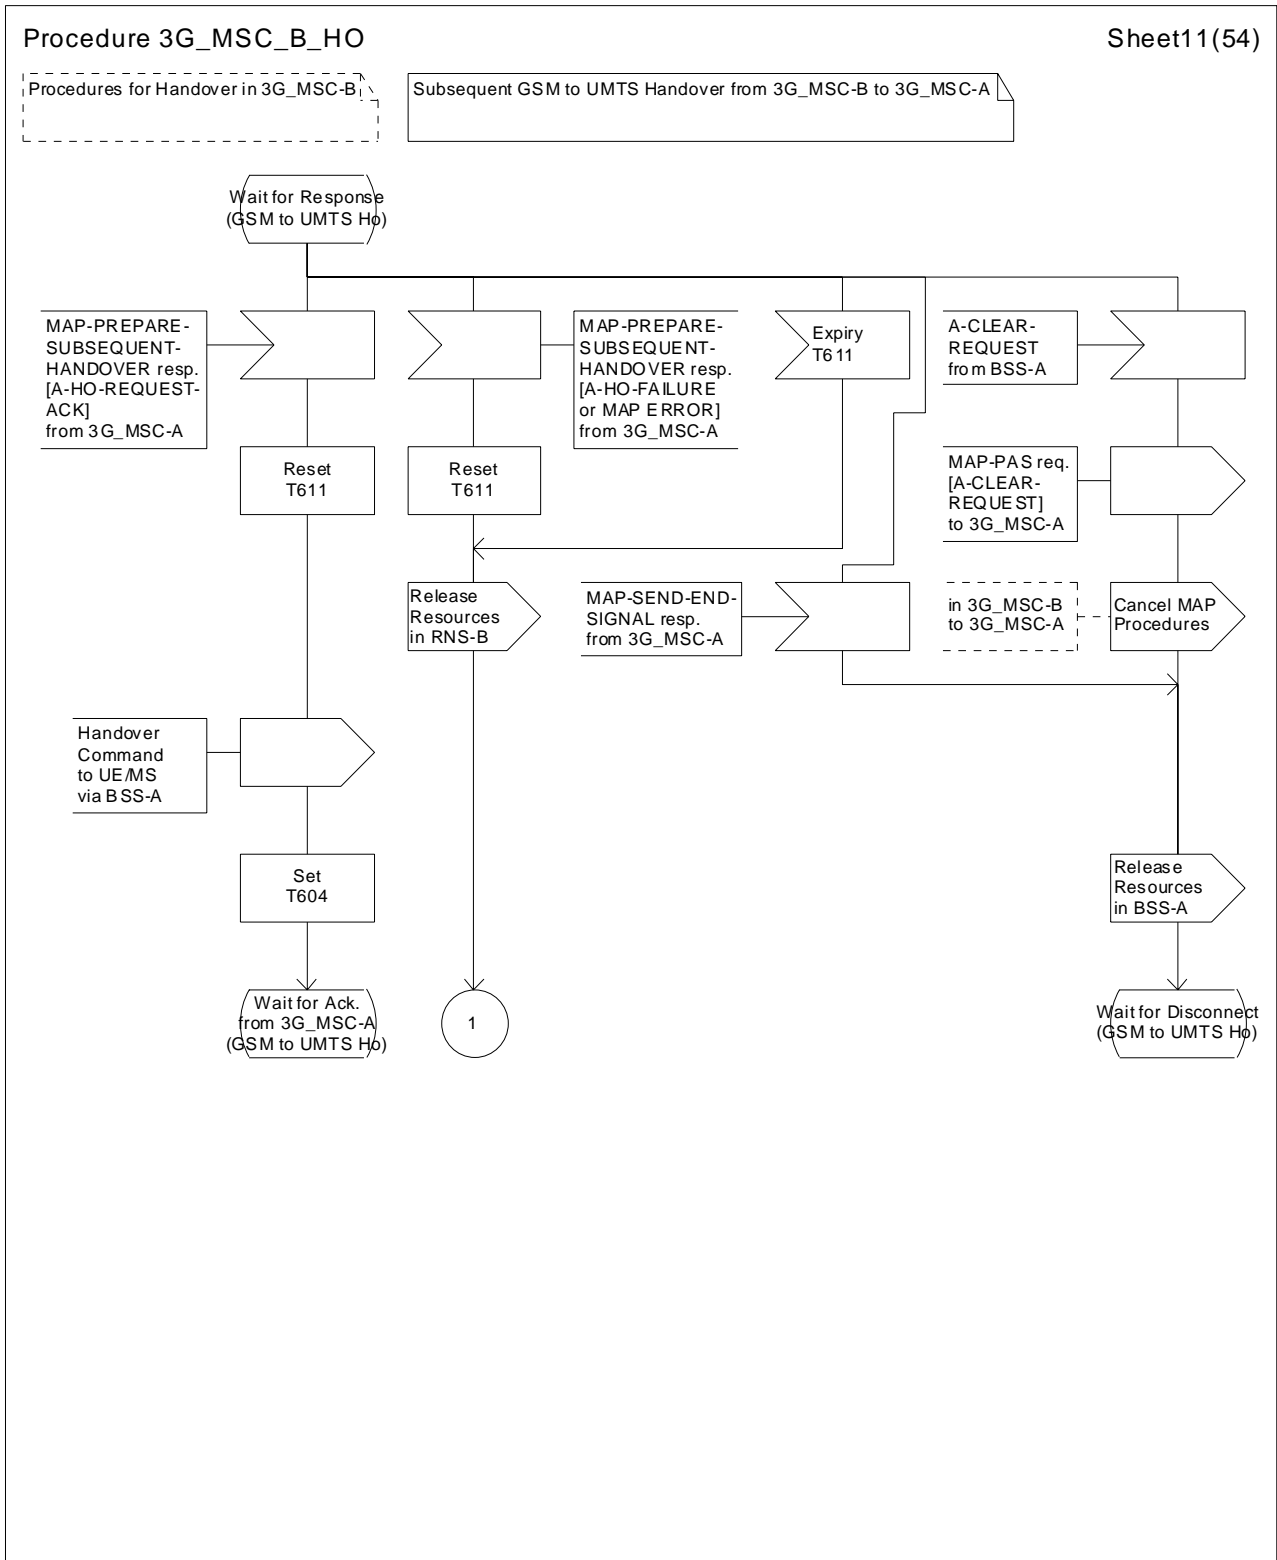 Procedure 3G_MSC_B_HO
Sheet11(54)
Procedures for Handover in 3G_MSC-B
Subsequent GSM to UMTS Handover from 3G_MSC-B to 3G_MSC-A
Wait for Response
(GSM to UMTS Ho)
MAP-PREPARE-
SUBSEQUENT-
HANDOVER resp.
[A-HO-REQUEST-
ACK]
from 3G_MSC-A
MAP-PREPARE-
SUBSEQUENT-
HANDOVER resp.
[A-HO-FAILURE
or MAP ERROR]
from 3G_MSC-A
Expiry
T611
A-CLEAR-
REQUEST
from BSS-A
Reset
T611
Reset
T611
MAP-PAS req.
[A-CLEAR-
REQUEST]
to 3G_MSC-A
Release
Resources
in RNS-B
MAP-SEND-END-
SIGNAL resp.
from 3G_MSC-A
in 3G_MSC-B
to 3G_MSC-A
Cancel MAP
Procedures
Handover
Command
to UE/MS
via BSS-A
Set
T604
Release
Resources
in BSS-A
Wait for Ack.
from 3G_MSC-A
(GSM to UMTS Ho)
1
Wait for Disconnect
(GSM to UMTS Ho)